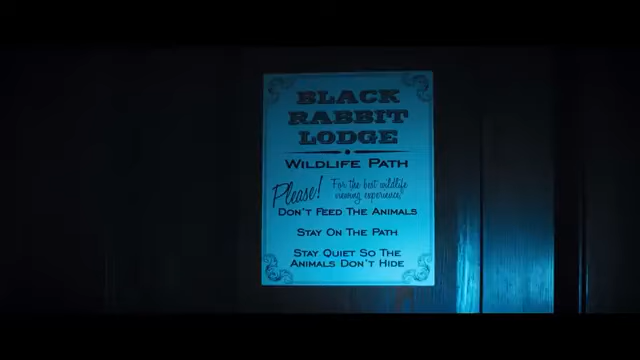 BLACK
RABBIT
LODGE
WILDLIFE PATH
Please! For the best wildlife
viewing experience,
DON'T FEED THE ANIMALS
STAY ON THE PATH
STAY QUIET SO THE
ANIMALS DON'T HIDE